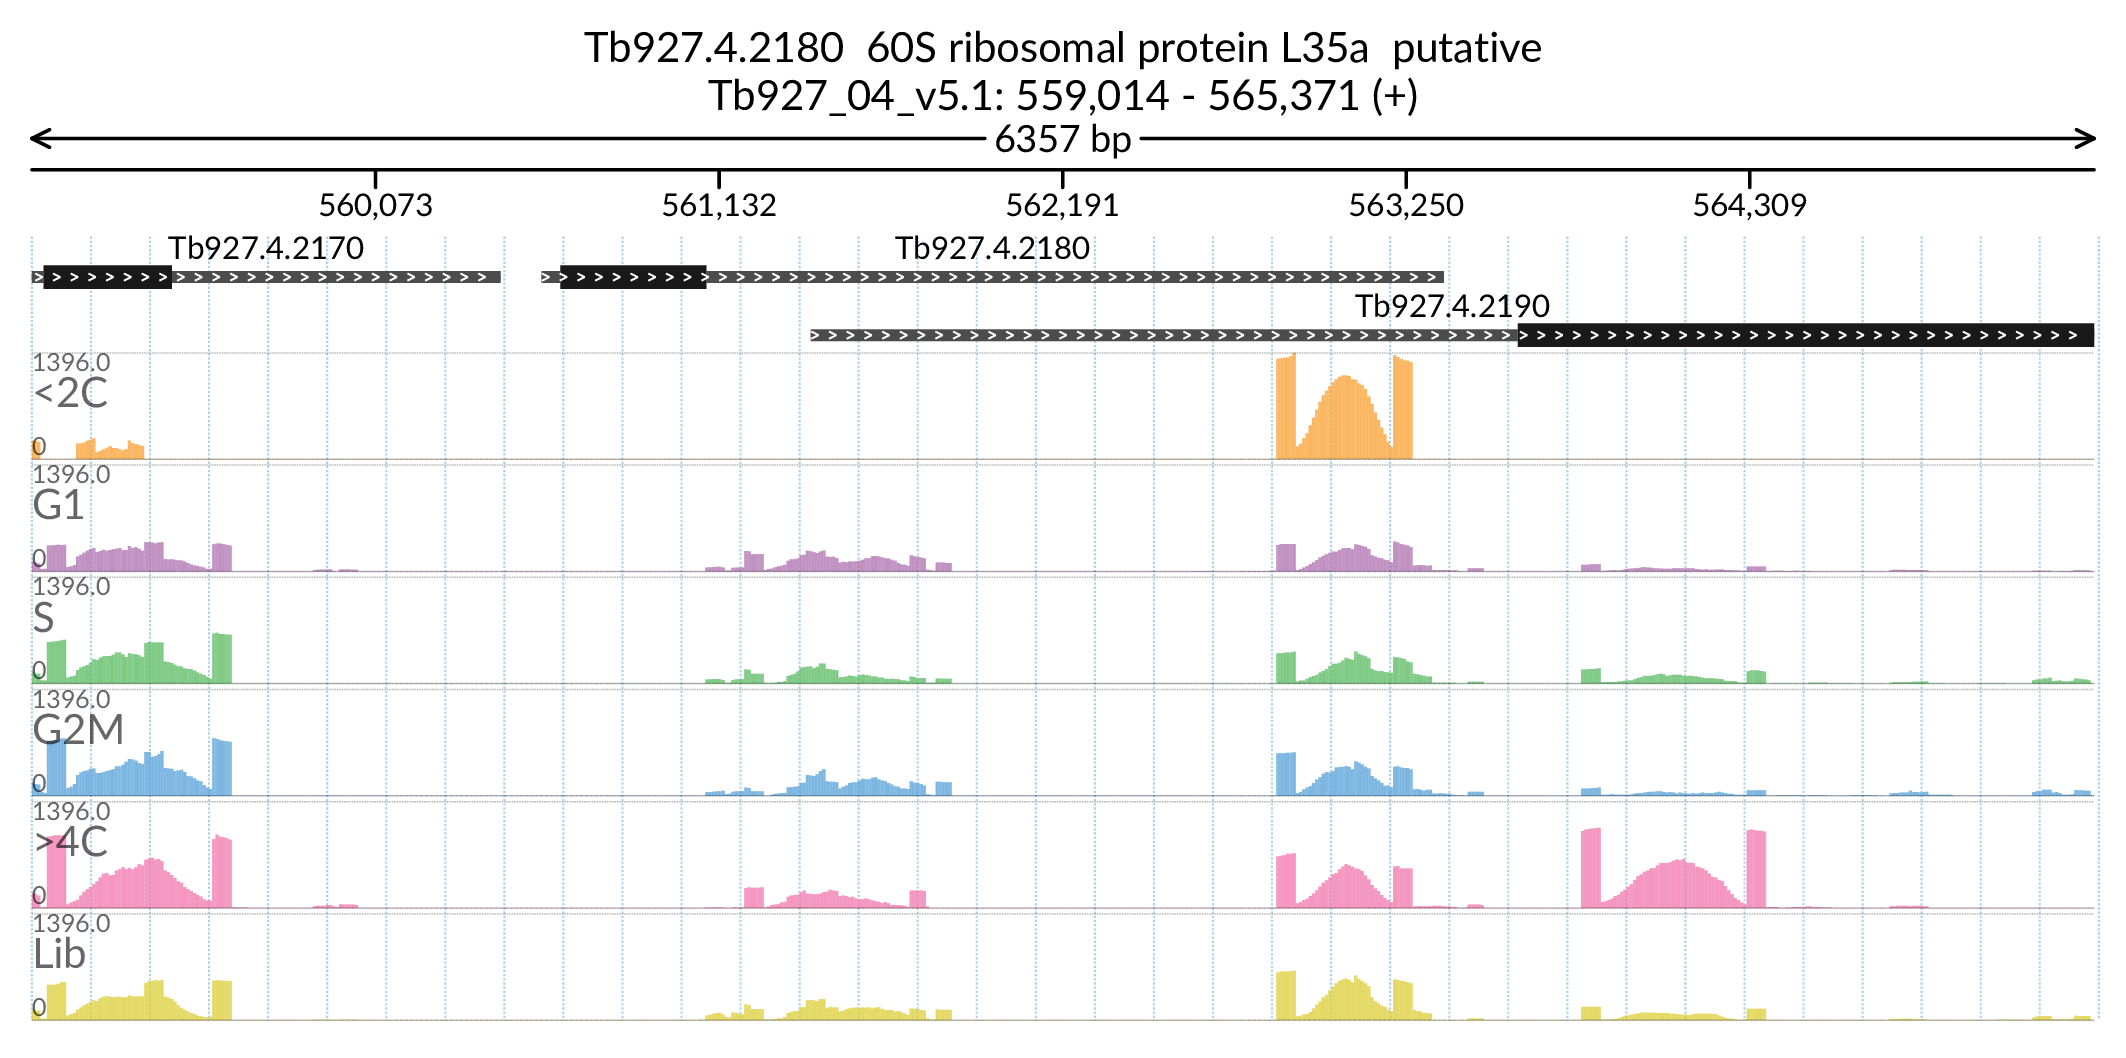 Tb927.4.2180  60S ribosomal protein L35a  putative
Tb927_04_v5.1: 559,014 - 565,371 (+)
6357 bp
560,073 561,132 562,191 563,250 564,309
Tb927.4.2170 Tb927.4.2180
Tb927.4.2190
1396.0
<2C
0
1396.0
G1
0
1396.0
S
0
1396.0
G2M
0
1396.0
>4C
0
1396.0
Lib
0